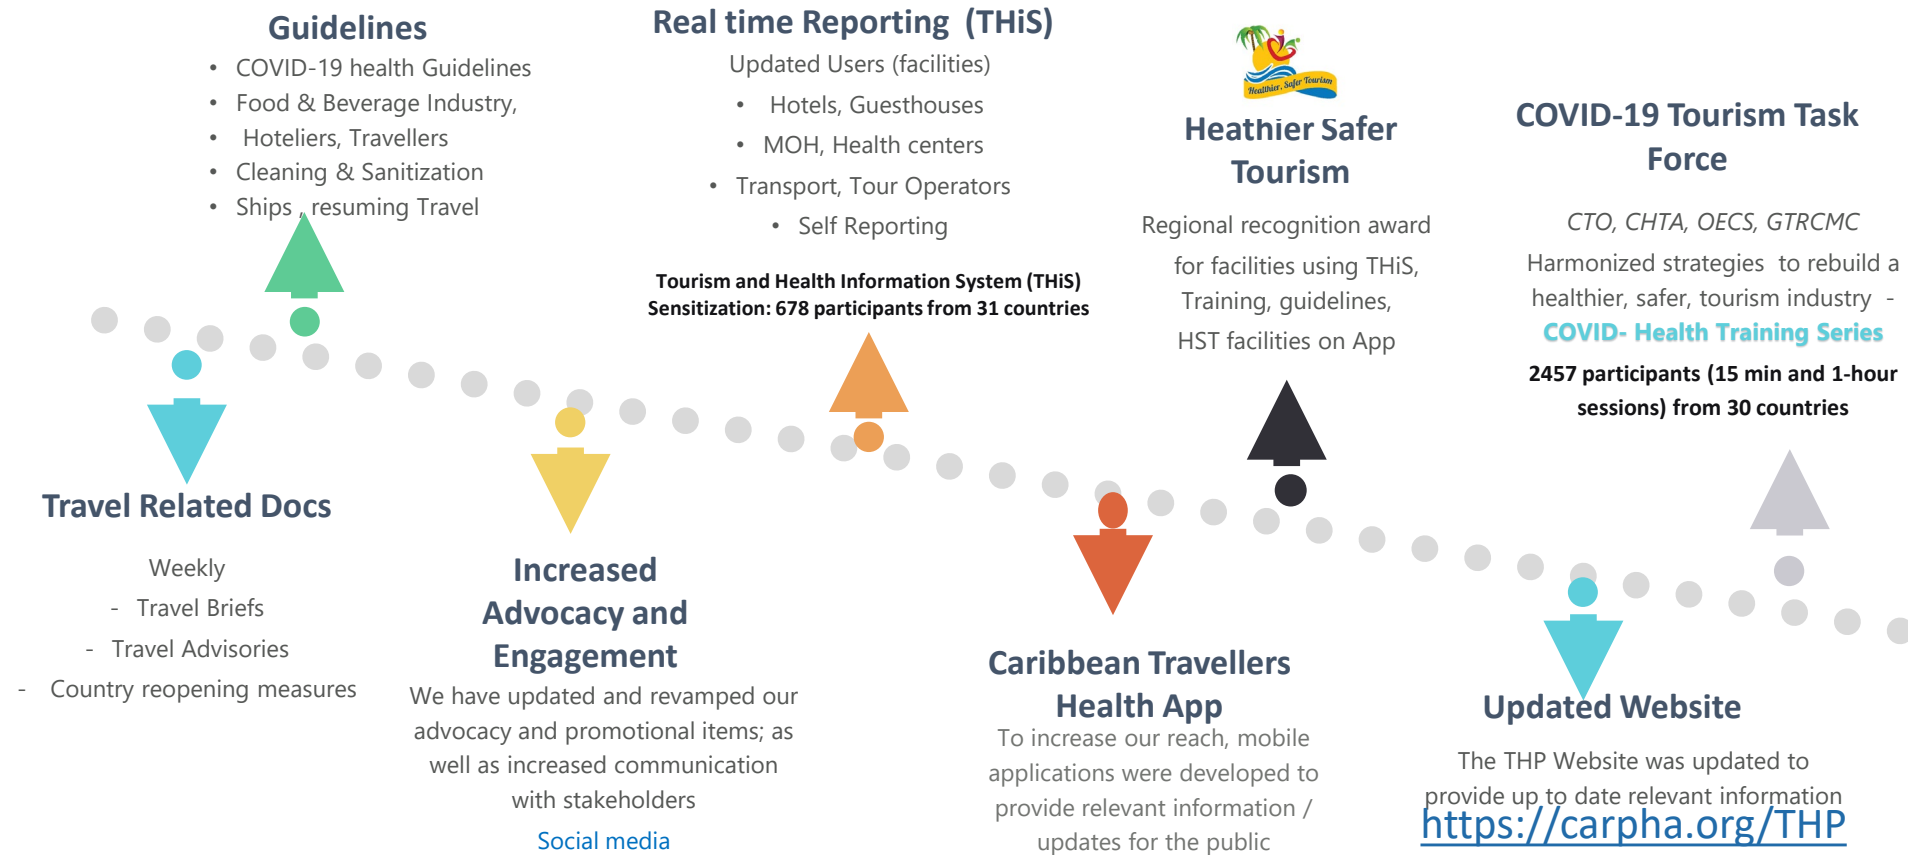 Guidelines
• COVID-19 health Guidelines
• Food & Beverage Industry,
• Hoteliers, Travellers
• Cleaning & Sanitization
• Ships , resuming Travel
Real time Reporting (THiS)
Updated Users (facilities)
• Hotels, Guesthouses
• MOH, Health centers
• Transport, Tour Operators
• Self Reporting
Tourism and Health Information System (THiS)
Sensitization: 678 participants from 31 countries
Healthier, Safer Tourism
Heathier Safer
Tourism
Regional recognition award
for facilities using THiS,
Training, guidelines,
HST facilities on App
COVID-19 Tourism Task
Force
CTO, CHTA, OECS, GTRCMC
Harmonized strategies to rebuild a
healthier, safer, tourism industry -
COVID- Health Training Series
2457 participants (15 min and 1-hour
sessions) from 30 countries
Travel Related Docs
Weekly
- Travel Briefs
- Travel Advisories
- Country reopening measures
Increased
Advocacy and
Engagement
We have updated and revamped our
advocacy and promotional items; as
well as increased communication
with stakeholders
Social media
Caribbean Travellers
Health App
To increase our reach, mobile
applications were developed to
provide relevant information /
updates for the public
Updated Website
The THP Website was updated to
provide up to date relevant information
https://carpha.org/THP